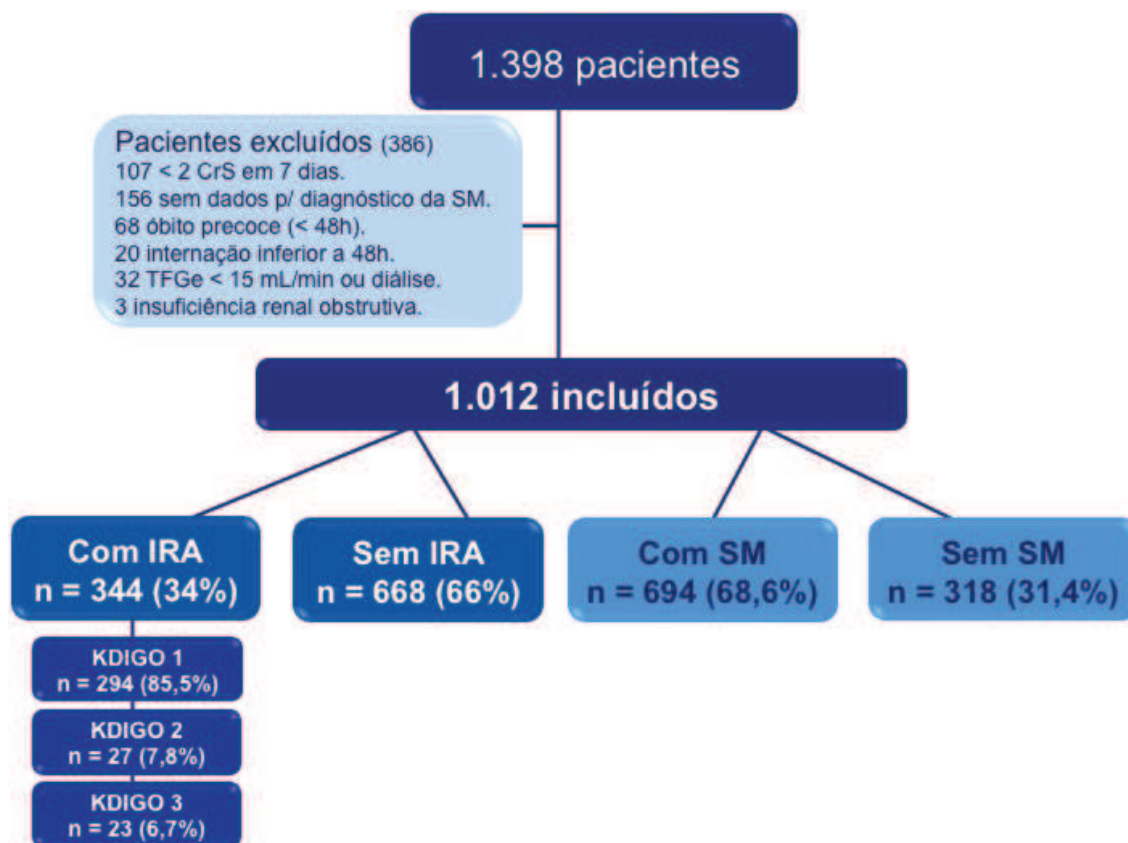 1.398 pacientes
Pacientes excluídos (386)
107 < 2 CrS em 7 dias.
156 sem dados p/ diagnóstico da SM.
68 óbito precoce (< 48h).
20 internação inferior a 48h.
32 TFGe < 15 mL/min ou diálise.
3 insuficiência renal obstrutiva.
1.012 incluídos
Com IRA
n = 344 (34%)
Sem IRA
n = 668 (66%)
Com SM
n = 694 (68,6%)
Sem SM
n = 318 (31,4%)
KDIGO 1
n = 294 (85,5%)
KDIGO 2
n = 27 (7,8%)
KDIGO 3
n = 23 (6,7%)